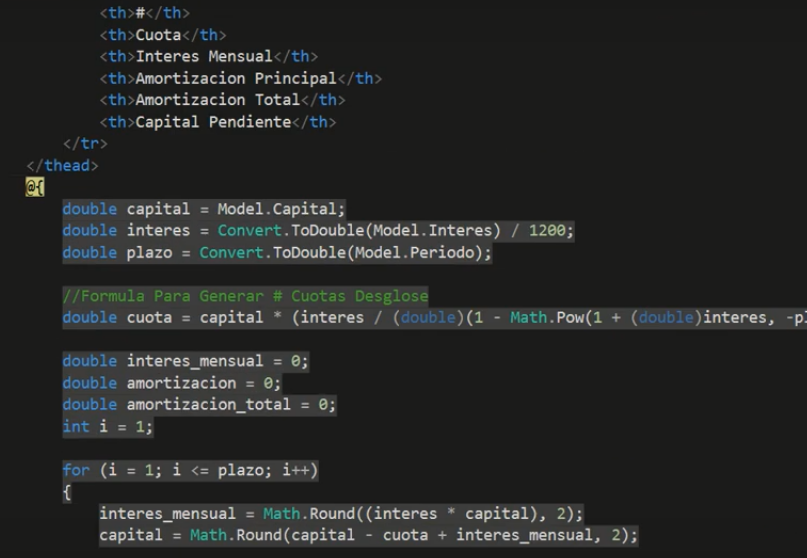 <th>#</th>
<th>Cuota</th>
<th>Interes Mensual</th>
<th>Amortizacion Principal</th>
<th>Amortizacion Total</th>
<th>Capital Pendiente</th>
</tr>
</thead>
@{
double capital = Model.Capital;
double interes = Convert.ToDouble(Model.Interes) / 1200;
double plazo = Convert.ToDouble(Model.Periodo);
//Formula Para Generar # Cuotas Desglose
double cuota = capital * (interes / (double)(1 - Math.Pow(1 + (double)interes, -pl
double interes_mensual = 0;
double amortizacion = 0;
double amortizacion_total = 0;
int i = 1;
for (i = 1; i <= plazo; i++)
{
interes_mensual = Math.Round((interes * capital), 2);
capital = Math.Round(capital - cuota + interes_mensual, 2);